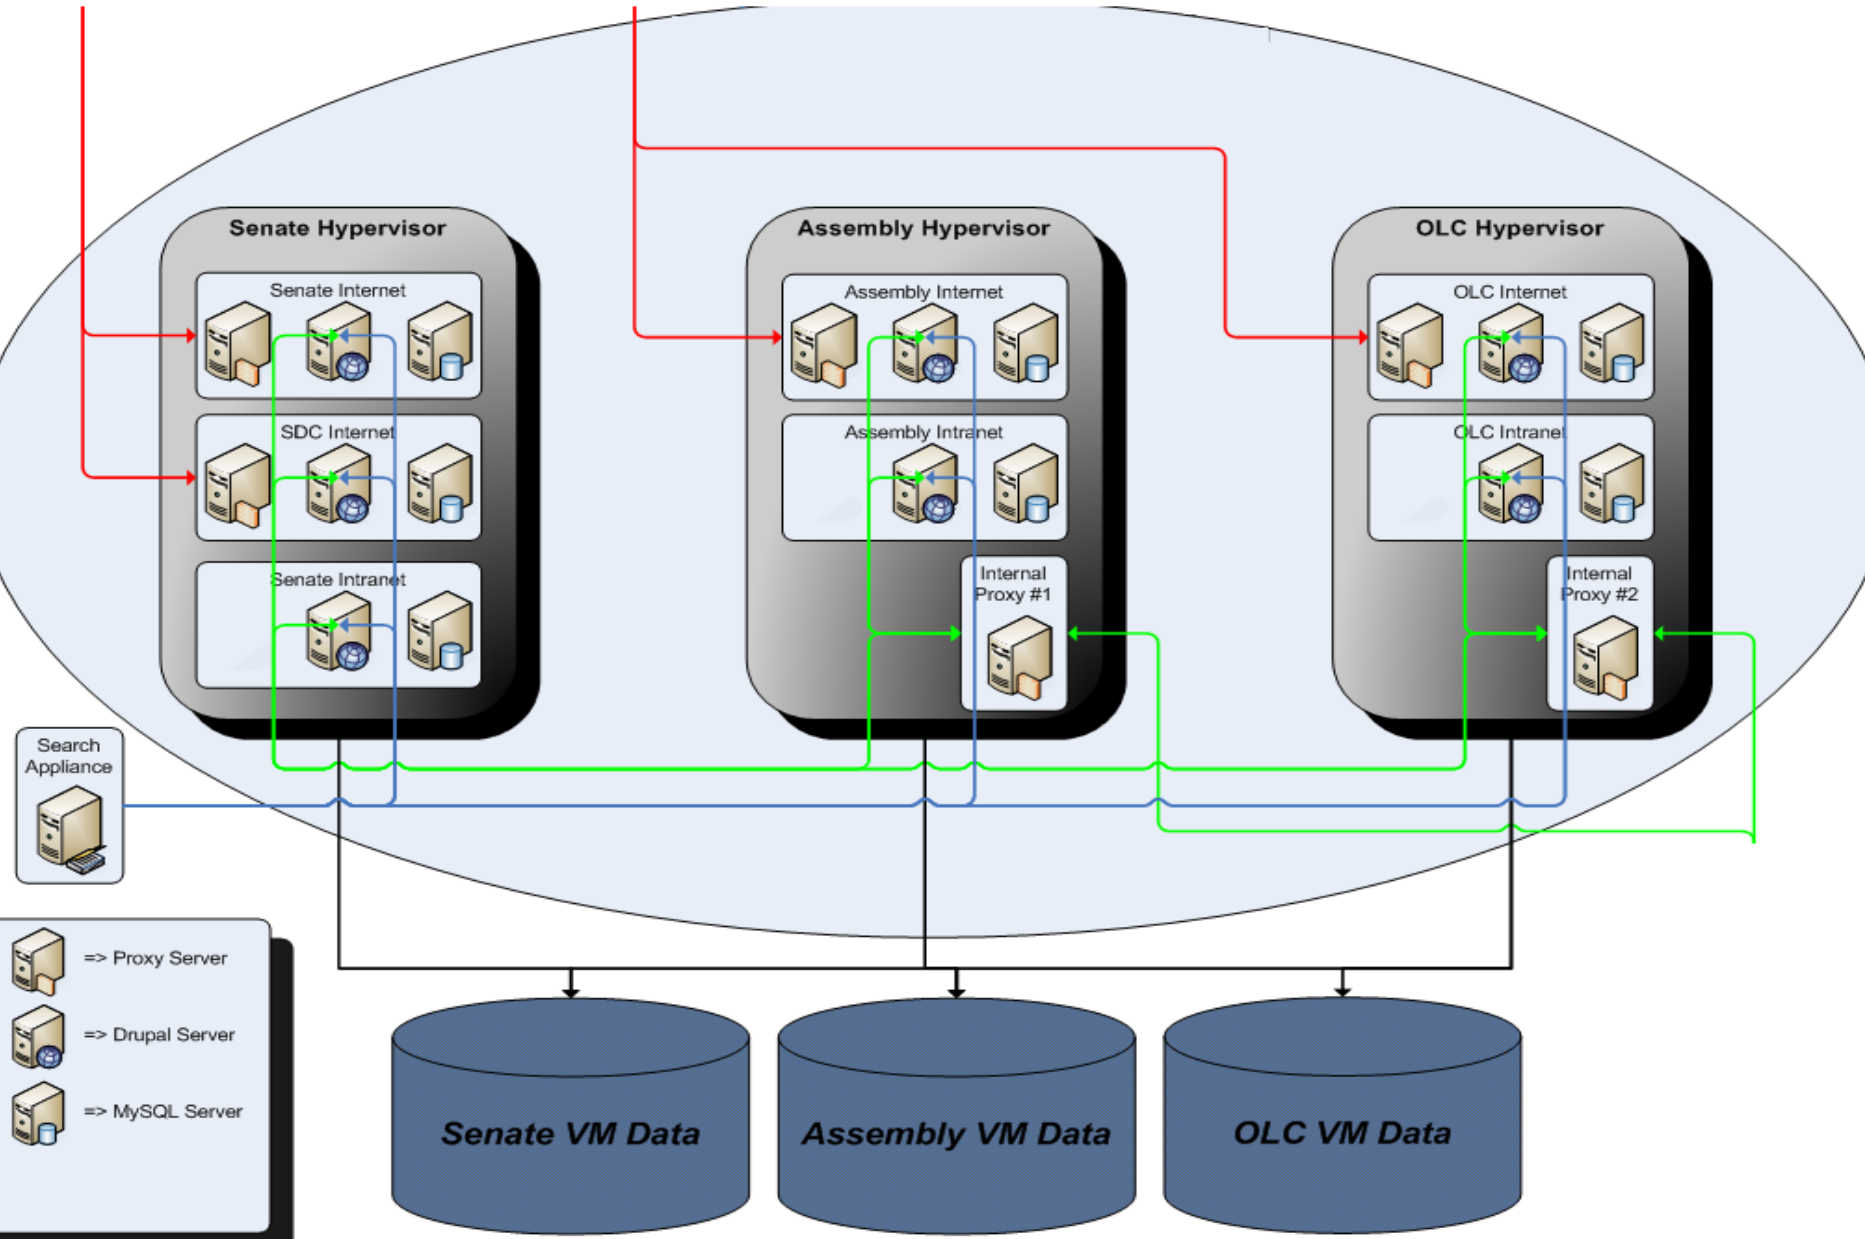 Senate Hypervisor
Senate Internet
SDC Internet
Senate Intranet
Assembly Hypervisor
Assembly Internet
Assembly Intranet
Internal
Proxy #1
OLC Hypervisor
OLC Internet
OLC Intranet
Internal
Proxy #2
Search
Appliance
=> Proxy Server
=> Drupal Server
=> MySQL Server
Senate VM Data
Assembly VM Data
OLC VM Data